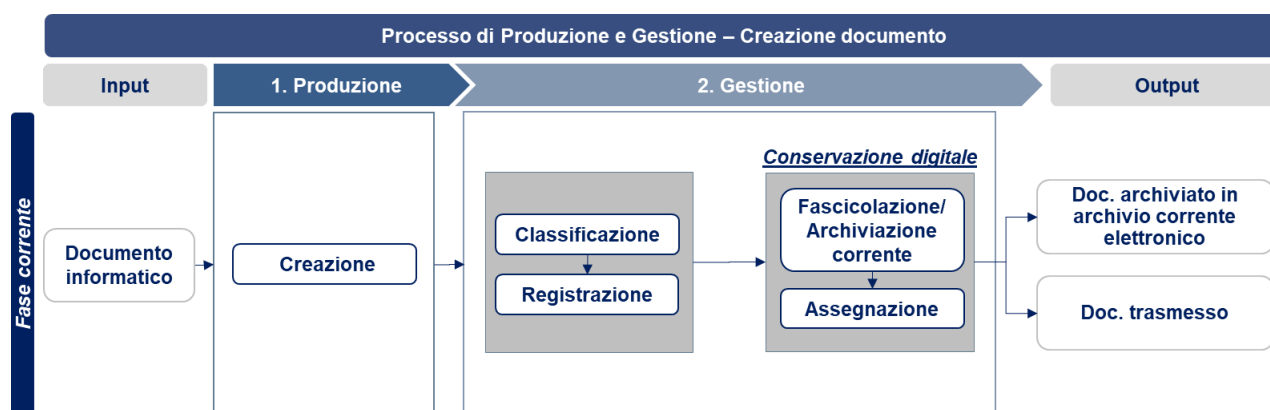 Processo di Produzione e Gestione – Creazione documento
Input
1. Produzione
2. Gestione
Output
Fase corrente
Documento
informatico
Creazione
Classificazione
Registrazione
Conservazione digitale
Fascicolazione/
Archiviazione
corrente
Assegnazione
Doc. archiviato in
archivio corrente
elettronico
Doc. trasmesso